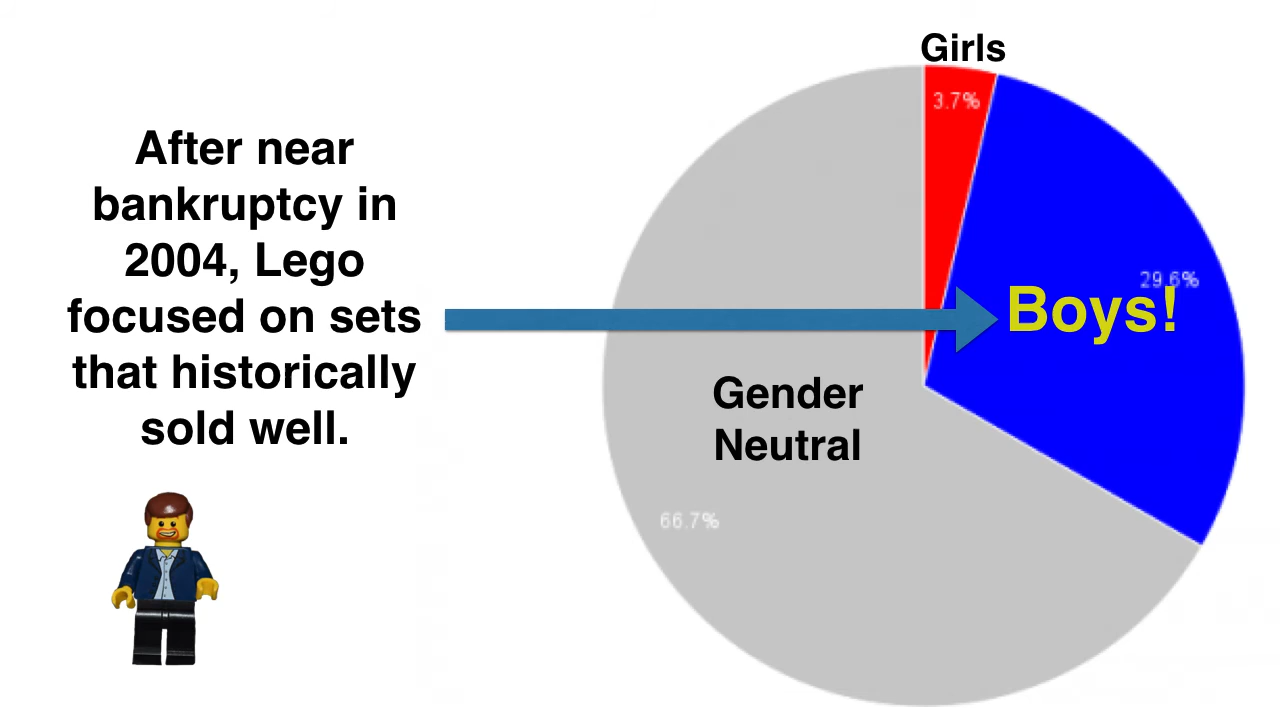 After near
bankruptcy in
2004, Lego
focused on sets
that historically
sold well.
Girls
3.7%
29.6%
Boys!
Gender
Neutral
66.7%